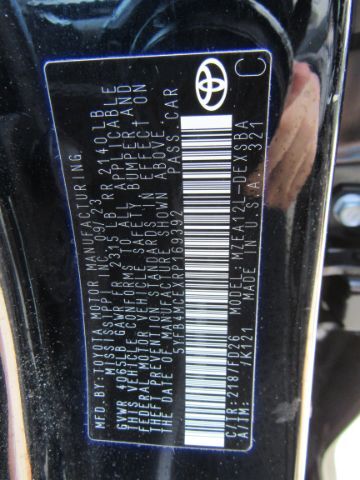 MFD. BY: TOYOTA MOTOR MANUFACTURING
MISSISSIPPI, INC. 09/23
GVWR 4065LB GAWR FR 2315LB RR 2140LB
THIS VEHICLE CONFORMS TO ALL APPLICABLE
FEDERAL MOTOR VEHICLE SAFETY, BUMPER, AND
THEFT PREVENTION STANDARDS IN EFFECT ON
THE DATE OF MANUFACTURE SHOWN ABOVE.
PASS. CAR
C/TR: 218/FD26 MZEA12L-DEXSBA
A/TM: -/K121 MADE IN U.S.A. A 321
TOYOTA
C